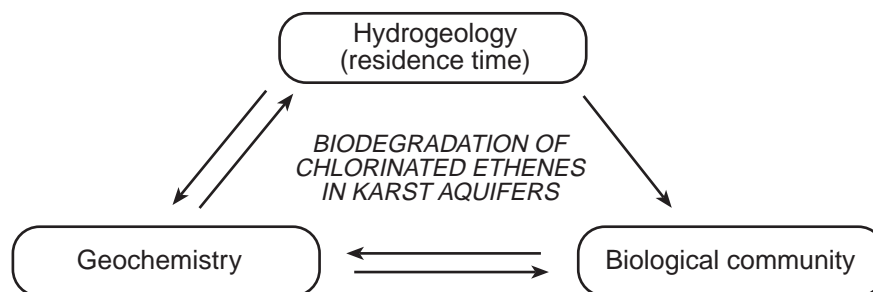 Hydrogeology
(residence time)
BIODEGRADATION OF
CHLORINATED ETHENES
IN KARST AQUIFERS
Geochemistry
Biological community